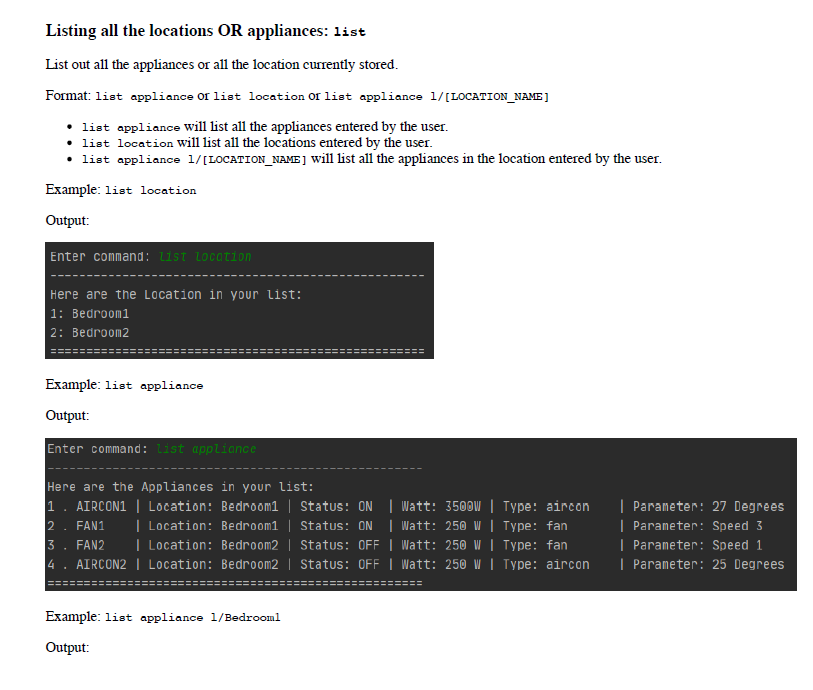 Listing all the locations OR appliances: list
List out all the appliances or all the location currently stored.
Format: list appliance or list location or list appliance l/[LOCATION_NAME]
• list appliance will list all the appliances entered by the user.
• list location will list all the locations entered by the user.
• list appliance l/[LOCATION_NAME] will list all the appliances in the location entered by the user.
Example: list location
Output:
Enter command: list location
----------------------------------------------------
Here are the Location in your list:
1: Bedroom1
2: Bedroom2
====================================================
Example: list appliance
Output:
Enter command: list appliance
----------------------------------------------------
Here are the Appliances in your list:
1 . AIRCON1 | Location: Bedroom1 | Status: ON  | Watt: 3500W | Type: aircon    | Parameter: 27 Degrees
2 . FAN1    | Location: Bedroom1 | Status: ON  | Watt: 250 W | Type: fan       | Parameter: Speed 3
3 . FAN2    | Location: Bedroom2 | Status: OFF | Watt: 250 W | Type: fan       | Parameter: Speed 1
4 . AIRCON2 | Location: Bedroom2 | Status: OFF | Watt: 250 W | Type: aircon    | Parameter: 25 Degrees
====================================================
Example: list appliance l/Bedroom1
Output: